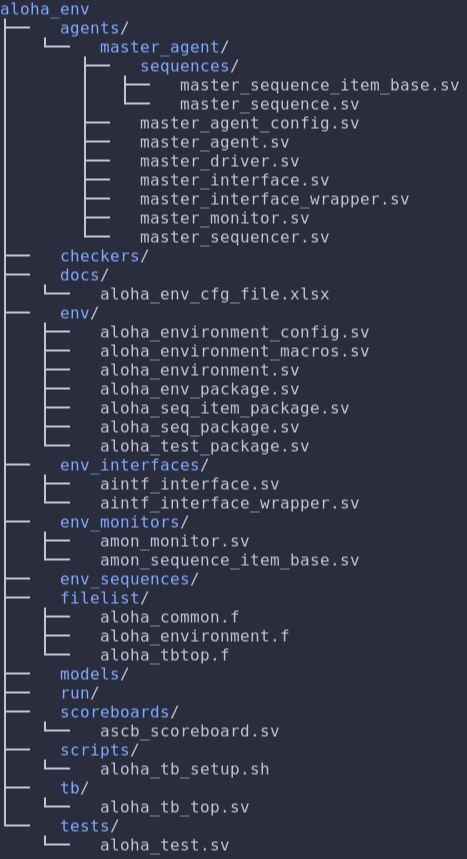 aloha_env
agents/
master_agent/
sequences/
master_sequence_item_base.sv
master_sequence.sv
master_agent_config.sv
master_agent.sv
master_driver.sv
master_interface.sv
master_interface_wrapper.sv
master_monitor.sv
master_sequencer.sv
checkers/
docs/
aloha_env_cfg_file.xlsx
env/
aloha_environment_config.sv
aloha_environment_macros.sv
aloha_environment.sv
aloha_env_package.sv
aloha_seq_item_package.sv
aloha_seq_package.sv
aloha_test_package.sv
env_interfaces/
aintf_interface.sv
aintf_interface_wrapper.sv
env_monitors/
amon_monitor.sv
amon_sequence_item_base.sv
env_sequences/
filelist/
aloha_common.f
aloha_environment.f
aloha_tbtop.f
models/
run/
scoreboards/
ascb_scoreboard.sv
scripts/
aloha_tb_setup.sh
tb/
aloha_tb_top.sv
tests/
aloha_test.sv